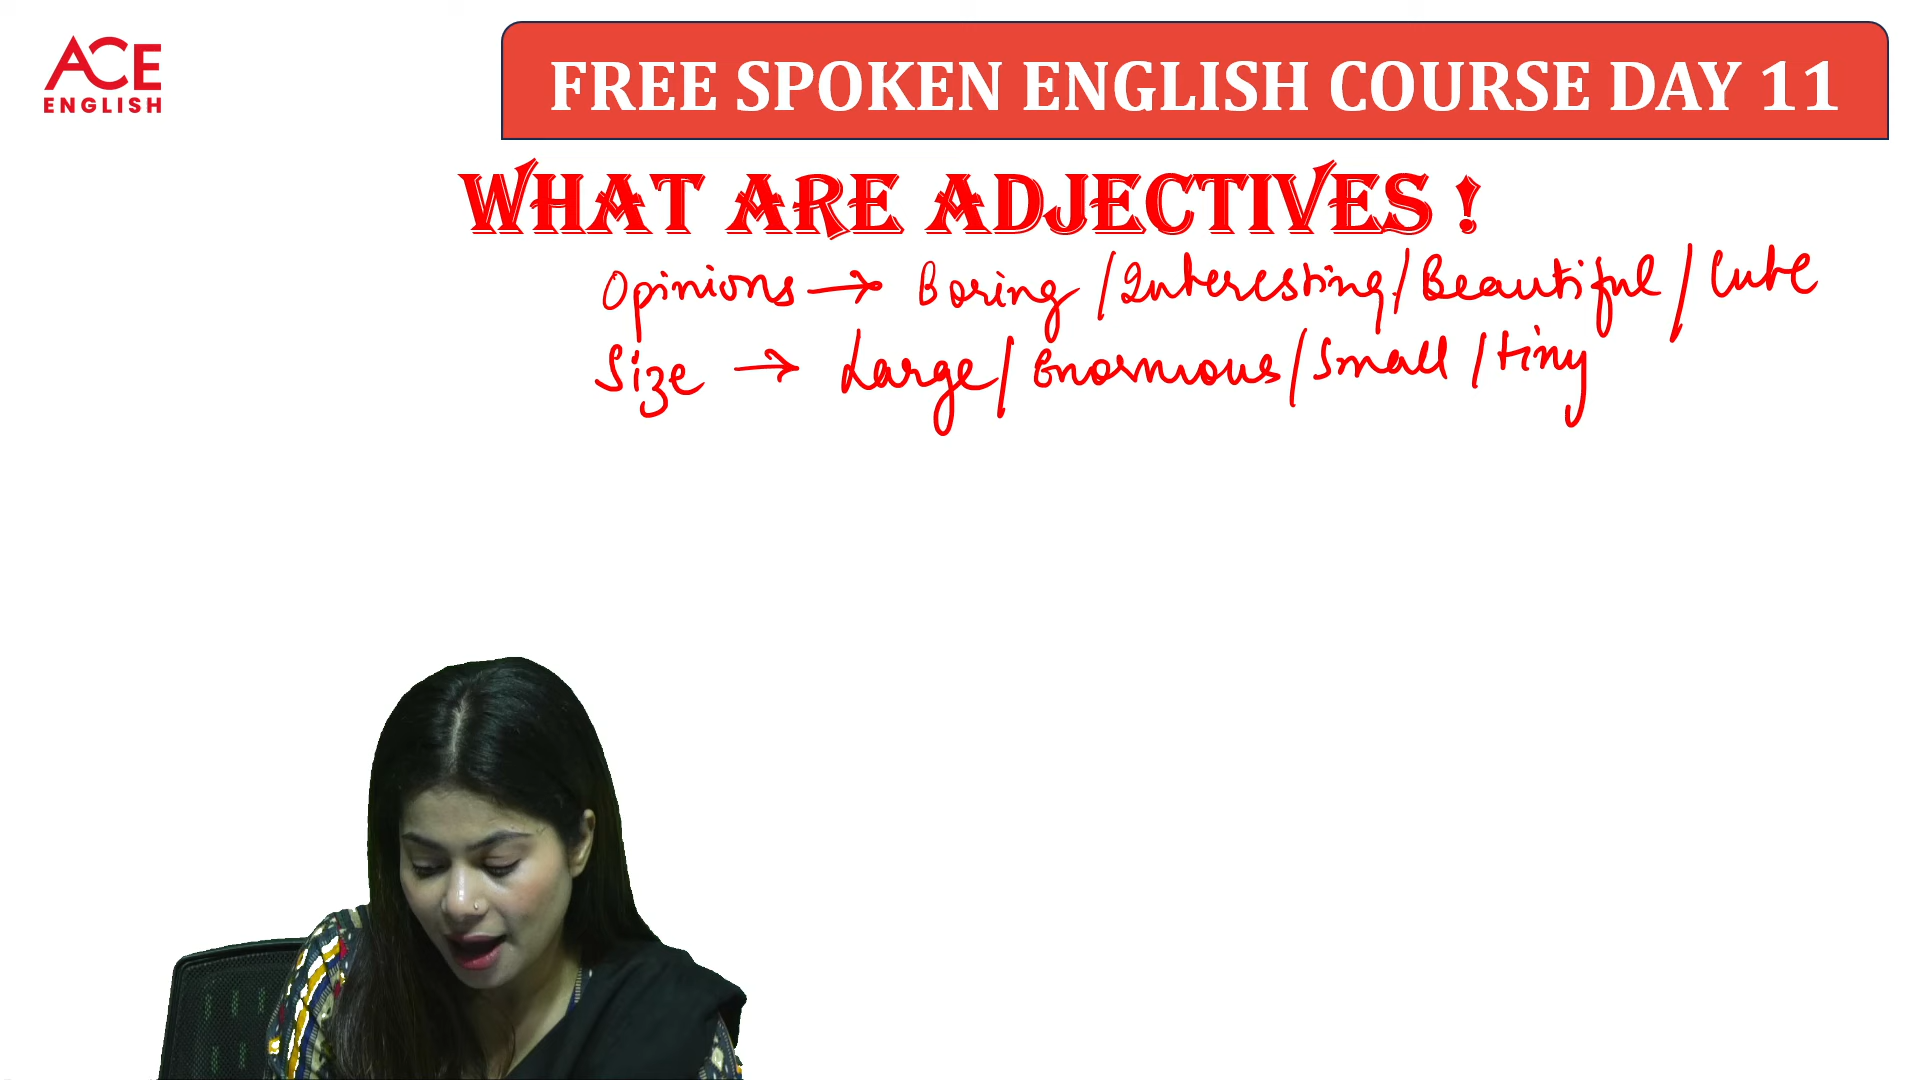 ACE
ENGLISH
FREE SPOKEN ENGLISH COURSE DAY 11
WHAT ARE ADJECTIVES !
Opinions → Boring / Interesting / Beautiful / Cute
Size → Large / Enormous / Small / tiny